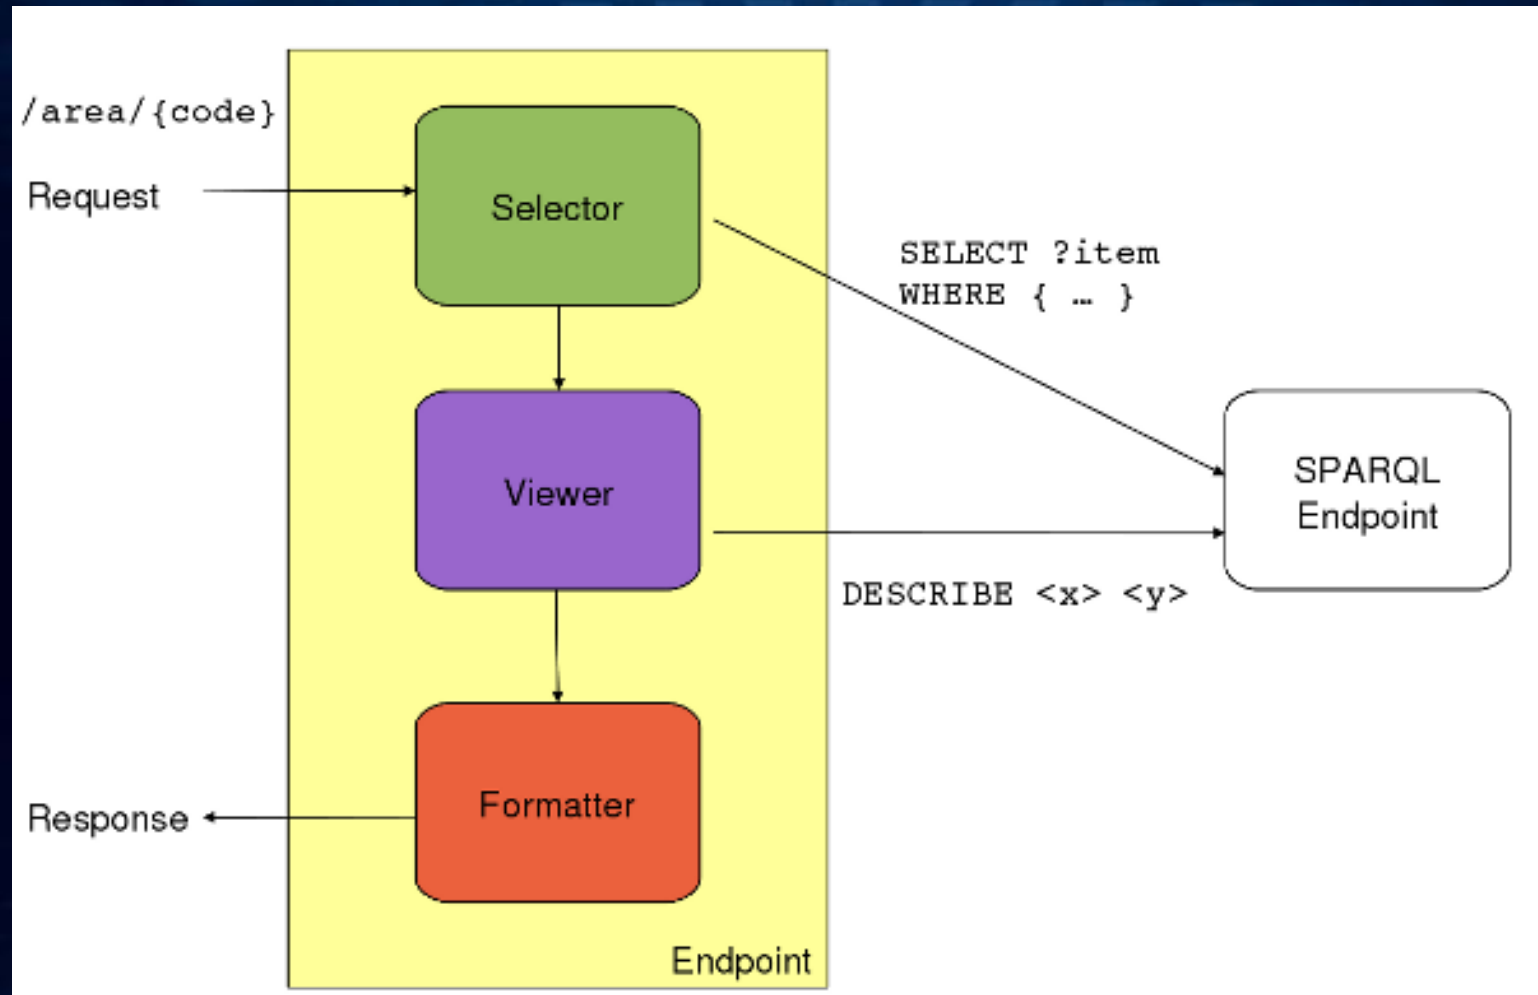 /area/{code}
Request
Selector
SELECT ?item
WHERE { … }
Viewer
SPARQL
Endpoint
DESCRIBE <x> <y>
Formatter
Response
Endpoint